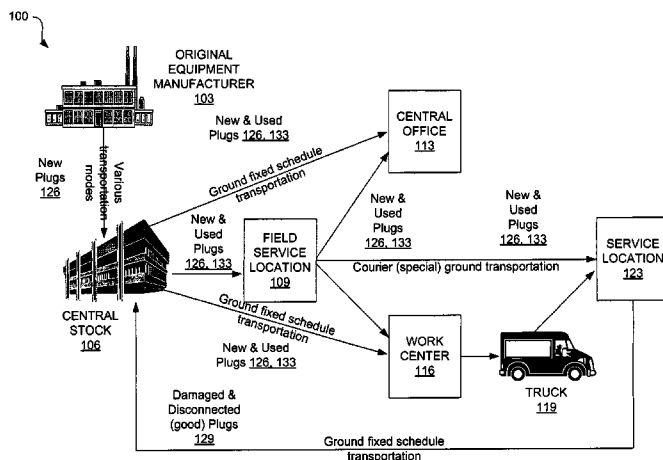 100
ORIGINAL
EQUIPMENT
MANUFACTURER
103
New & Used
Plugs 126, 133
CENTRAL
OFFICE
113
New
Plugs
126
Various
transportation
modes
Ground fixed schedule
transportation
New &
Used
Plugs
126, 133
New &
Used
Plugs
126, 133
New &
Used
Plugs
126, 133
FIELD
SERVICE
LOCATION
109
Courier (special) ground transportation
SERVICE
LOCATION
123
CENTRAL
STOCK
106
Ground fixed schedule
transportation
New & Used
Plugs 126, 133
WORK
CENTER
116
TRUCK
119
Damaged &
Disconnected
(good) Plugs
129
Ground fixed schedule
transportation